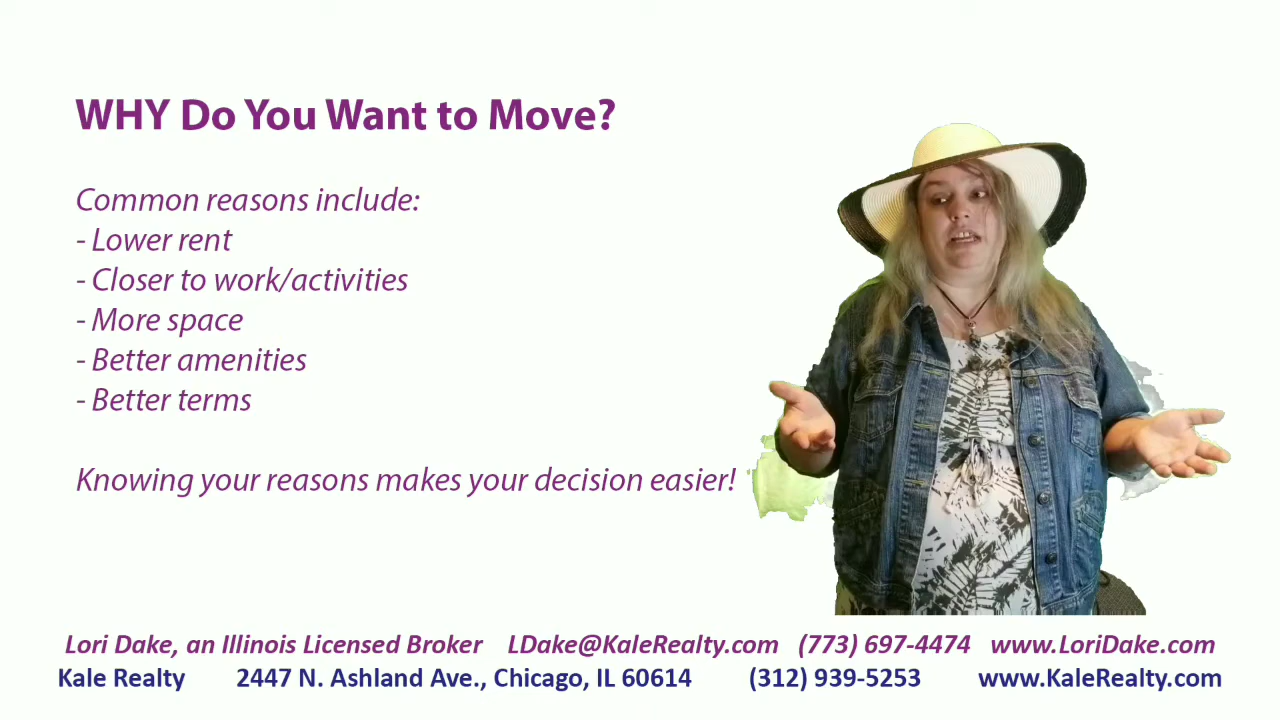 WHY Do You Want to Move?
Common reasons include:
- Lower rent
- Closer to work/activities
- More space
- Better amenities
- Better terms
Knowing your reasons makes your decision easier!
Lori Dake, an Illinois Licensed Broker LDake@KaleRealty.com (773) 697-4474 www.LoriDake.com
Kale Realty 2447 N. Ashland Ave., Chicago, IL 60614 (312) 939-5253 www.KaleRealty.com